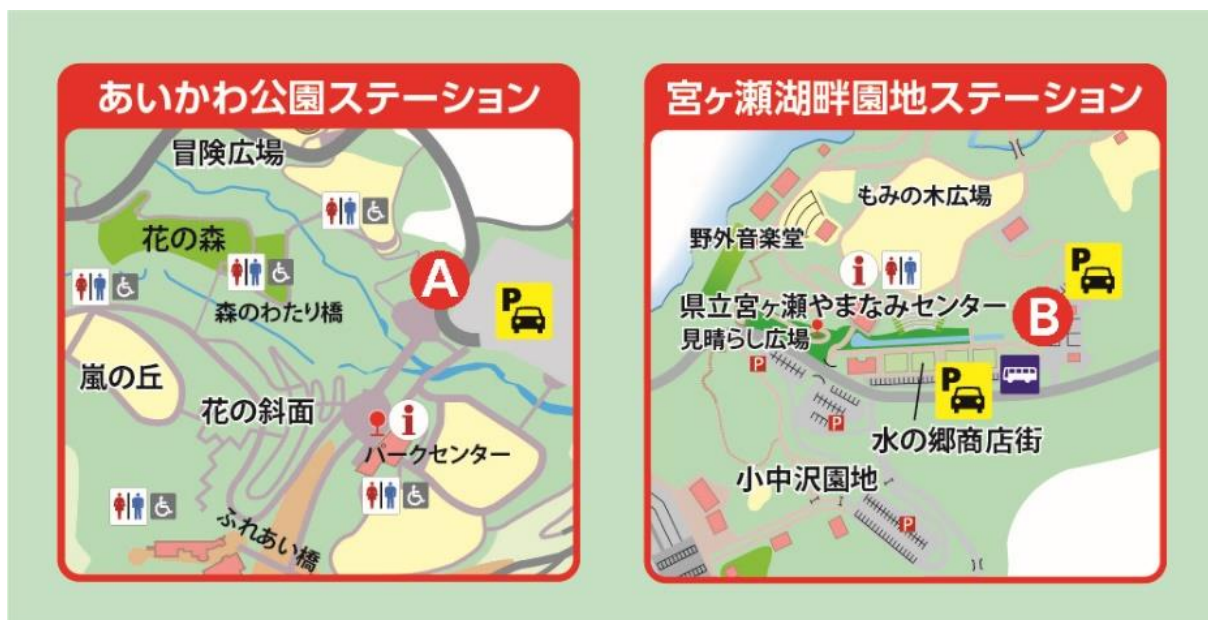 あいかわ公園ステーション
冒険広場
花の森
森のわたり橋
A
P
嵐の丘
花の斜面
i
パークセンター
ふれあい橋
宮ヶ瀬湖畔園地ステーション
もみの木広場
野外音楽堂
i
P
県立宮ヶ瀬やまなみセンター
B
見晴らし広場
P
P
P
水の郷商店街
小中沢園地
P